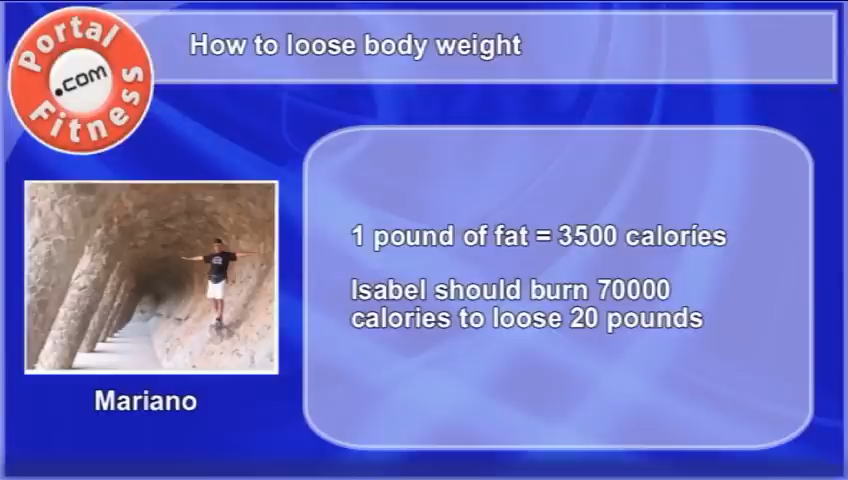 Portal
.com
Fitness
How to loose body weight
1 pound of fat = 3500 calories
Isabel should burn 70000
calories to loose 20 pounds
Mariano